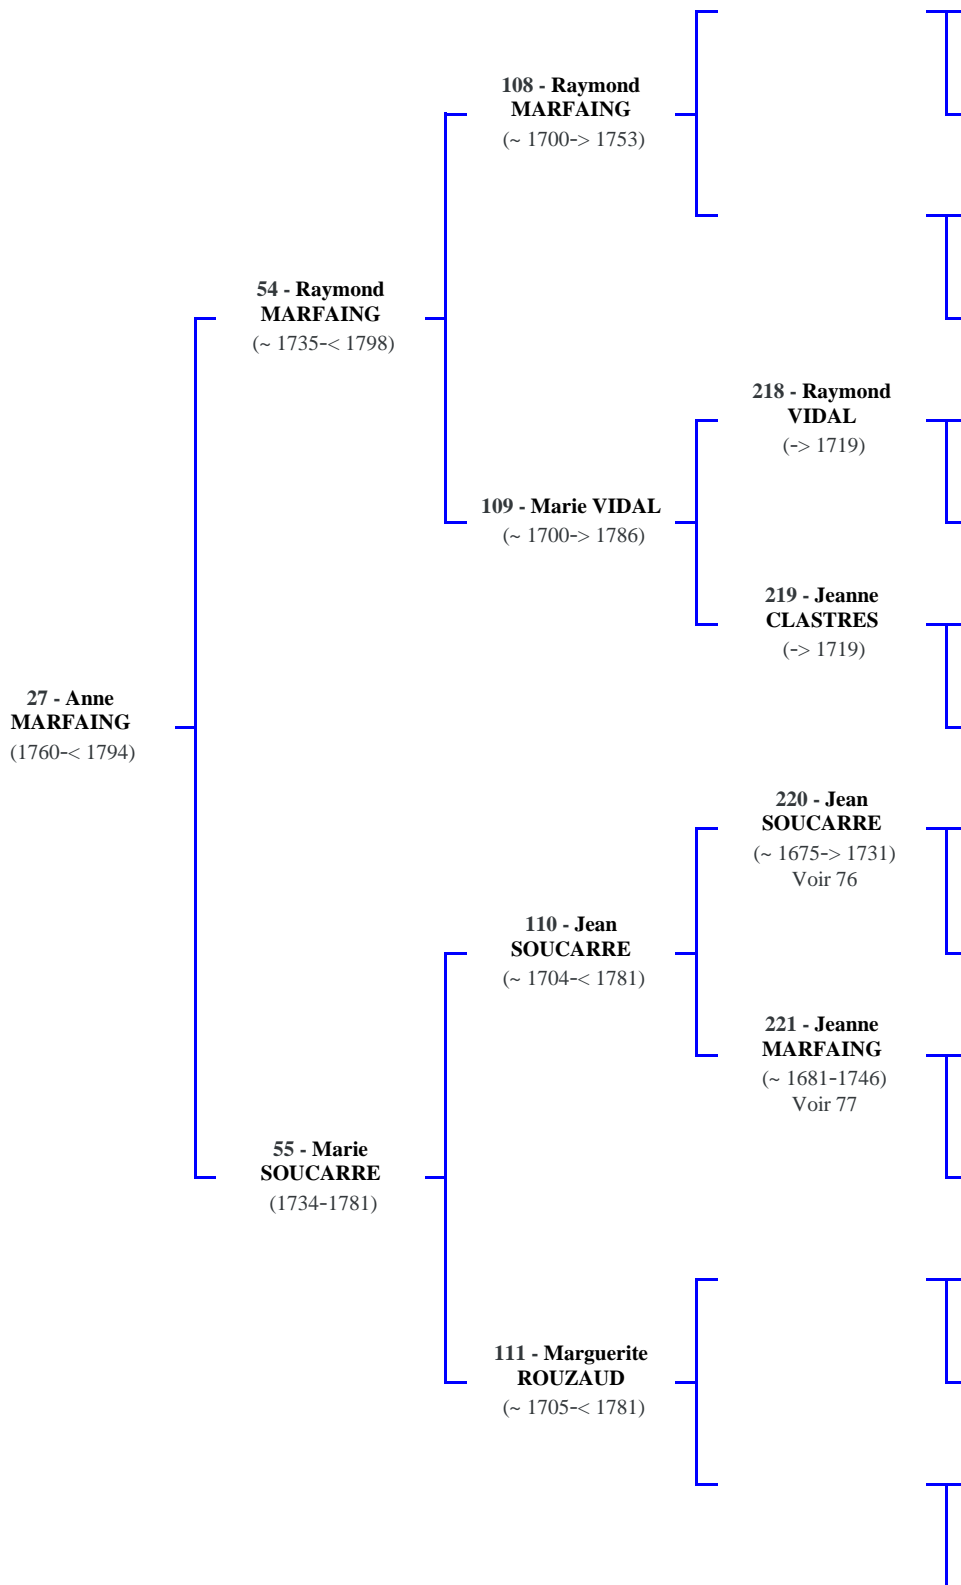 108 - Raymond
MARFAING
(~ 1700-> 1753)
54 - Raymond
MARFAING
(~ 1735-< 1798)
218 - Raymond
VIDAL
(-> 1719)
109 - Marie VIDAL
(~ 1700-> 1786)
219 - Jeanne
CLASTRES
(-> 1719)
27 - Anne
MARFAING
(1760-< 1794)
220 - Jean
SOUCARRE
(~ 1675-> 1731)
Voir 76
110 - Jean
SOUCARRE
(~ 1704-< 1781)
221 - Jeanne
MARFAING
(~ 1681-1746)
Voir 77
55 - Marie
SOUCARRE
(1734-1781)
111 - Marguerite
ROUZAUD
(~ 1705-< 1781)